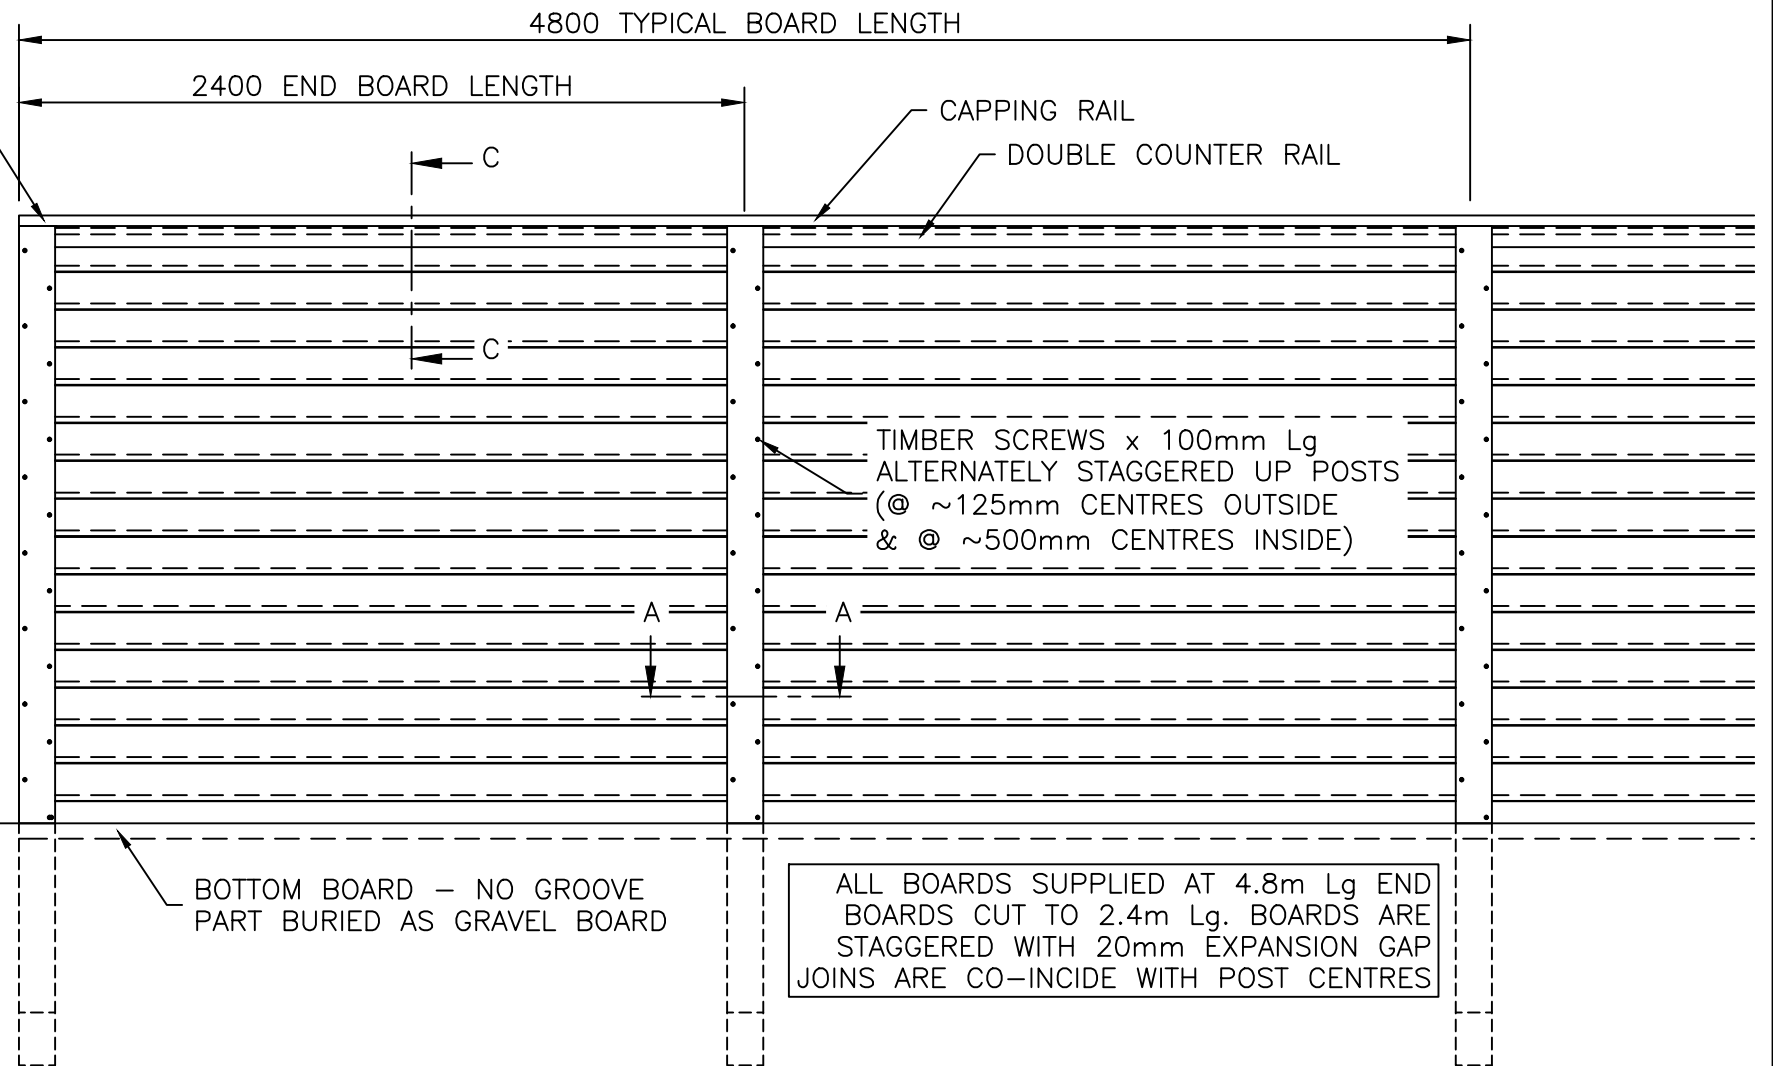 4800 TYPICAL BOARD LENGTH
2400 END BOARD LENGTH
CAPPING RAIL
C
DOUBLE COUNTER RAIL
C
TIMBER SCREWS x 100mm Lg
ALTERNATELY STAGGERED UP POSTS
(@ ~125mm CENTRES OUTSIDE
& @ ~500mm CENTRES INSIDE)
A A
BOTTOM BOARD – NO GROOVE
PART BURIED AS GRAVEL BOARD
ALL BOARDS SUPPLIED AT 4.8m Lg END
BOARDS CUT TO 2.4m Lg. BOARDS ARE
STAGGERED WITH 20mm EXPANSION GAP
JOINS ARE CO–INCIDE WITH POST CENTRES